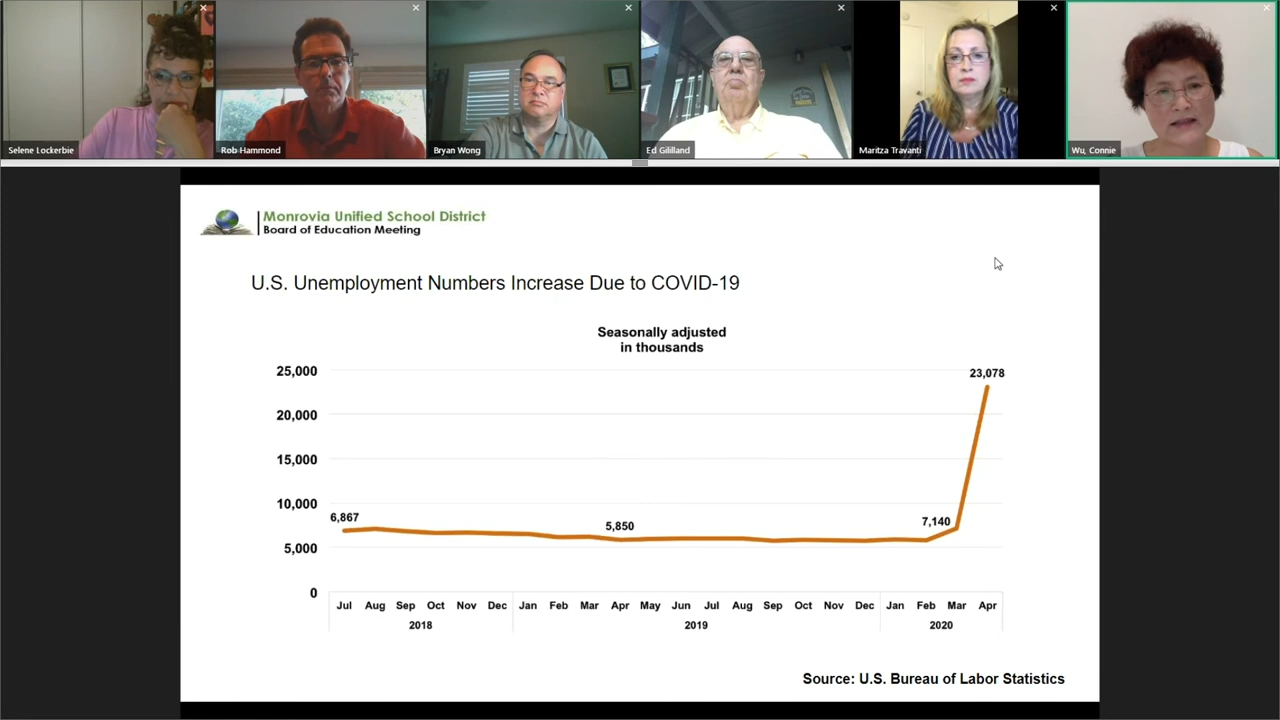 Selene Lockerbie
Rob Hammond
Bryan Wong
Ed Gililland
Maritza Travanti
Wu, Connie
Monrovia Unified School District
Board of Education Meeting
U.S. Unemployment Numbers Increase Due to COVID-19
Seasonally adjusted
in thousands
25,000
20,000
15,000
10,000
5,000
0
6,867
5,850
7,140
23,078
Jul Aug Sep Oct Nov Dec Jan Feb Mar Apr May Jun Jul Aug Sep Oct Nov Dec Jan Feb Mar Apr
2018 2019 2020
Source: U.S. Bureau of Labor Statistics